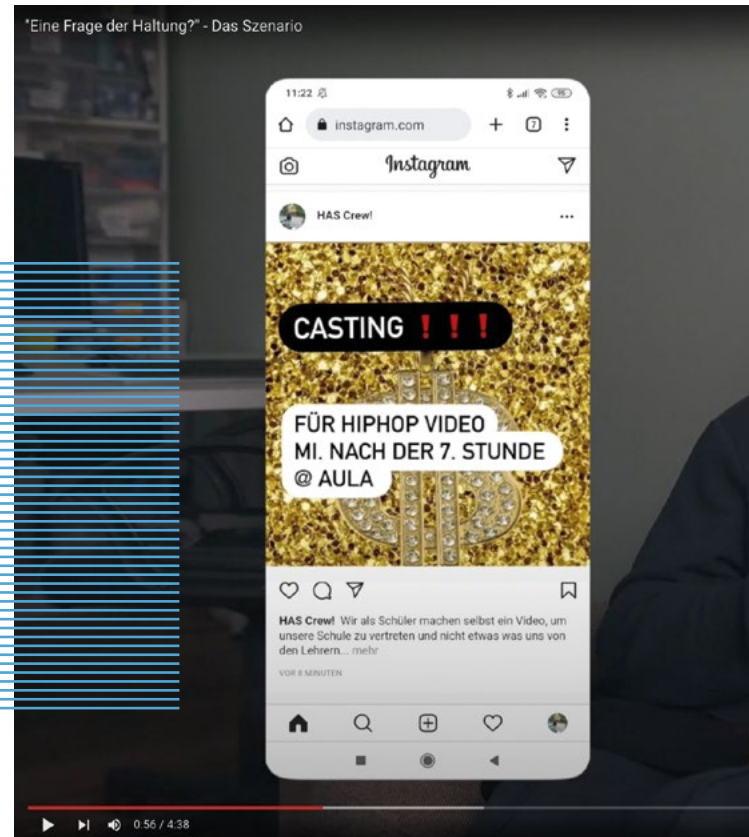 "Eine Frage der Haltung?" - Das Szenario
11:22
95
instagram.com
7
Instagram
HAS Crew!
CASTING❗❗❗
FÜR HIPHOP VIDEO
MI. NACH DER 7. STUNDE
@ AULA
HAS Crew! Wir als Schüler machen selbst ein Video, um
unsere Schule zu vertreten und nicht etwas was uns von
den Lehrern... mehr
VOR 8 MINUTEN
0:56 / 4:38